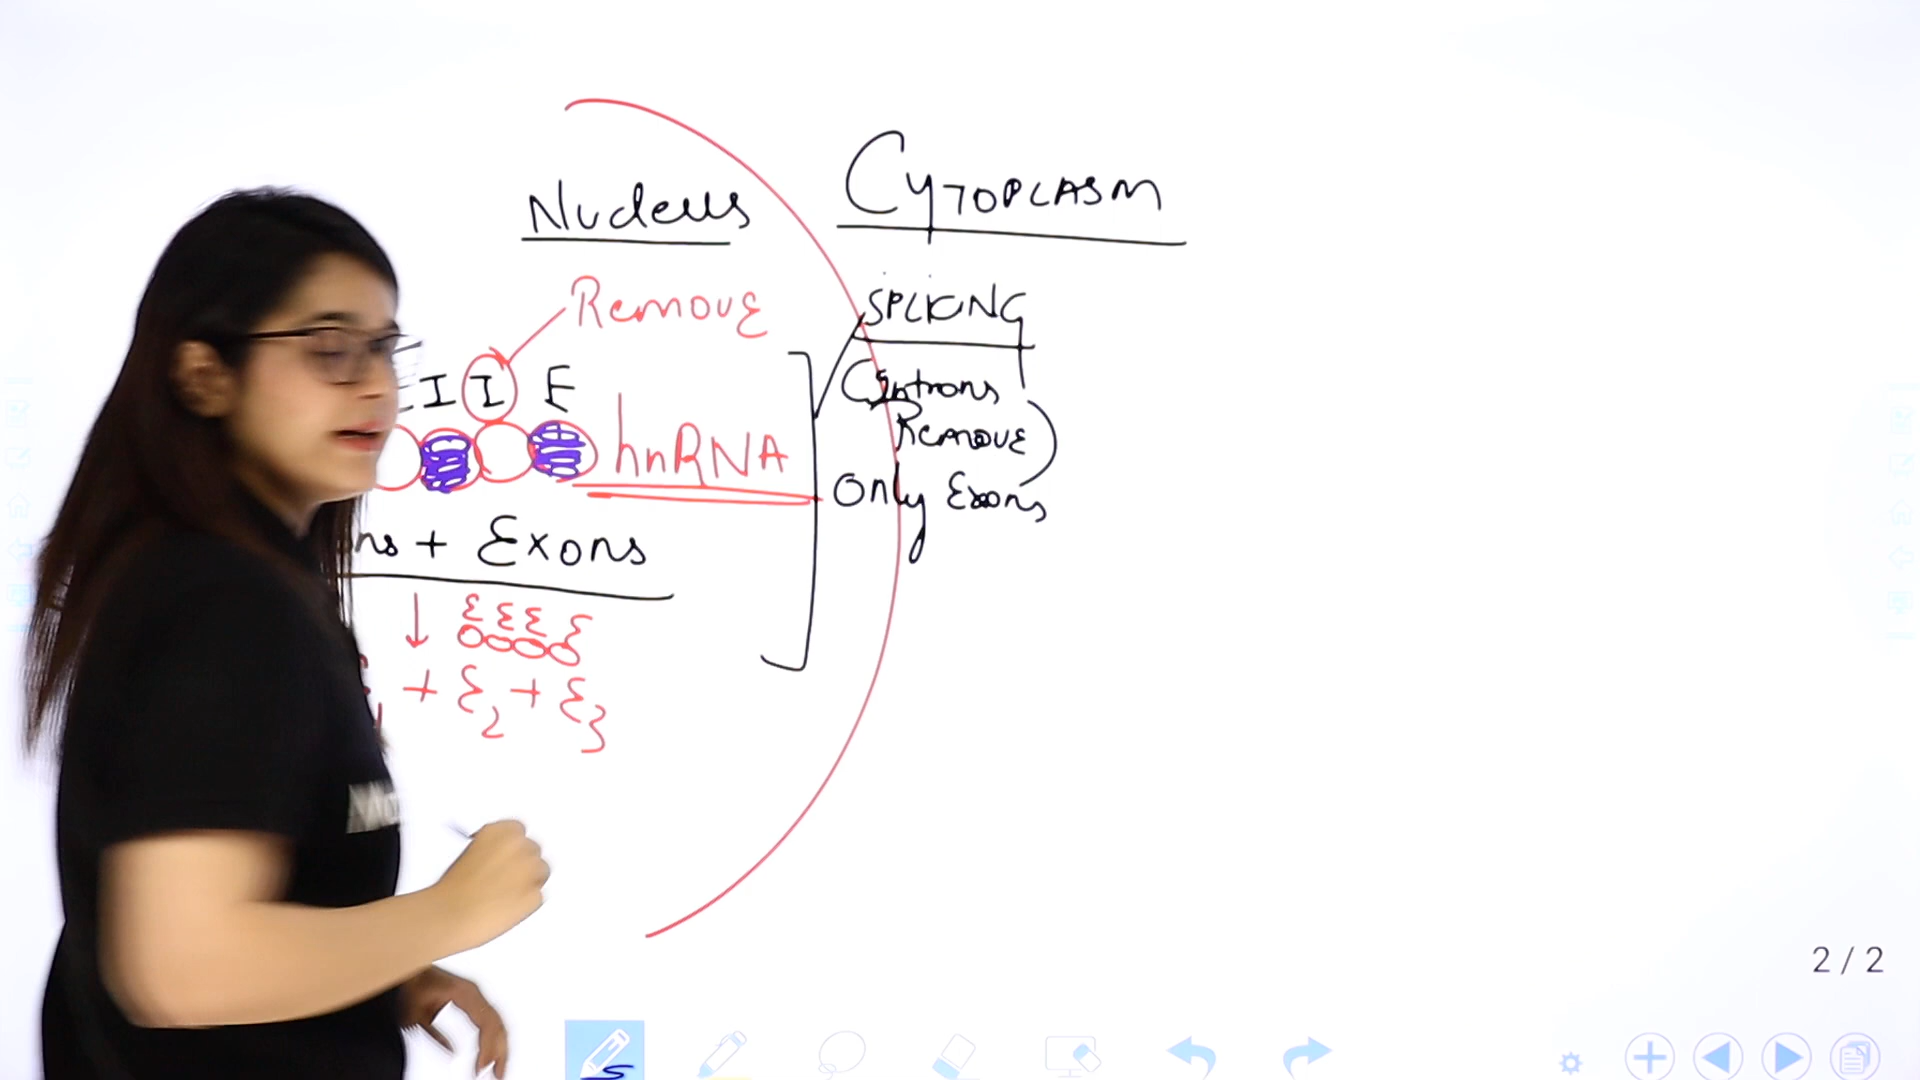 Nucleus
CYTOPLASM
Remove
SPLICING
I I E
Introns
hnRNA
Remove
Only Exons
ns + Exons
↓ E E E E
+ E2 + E3
2 / 2